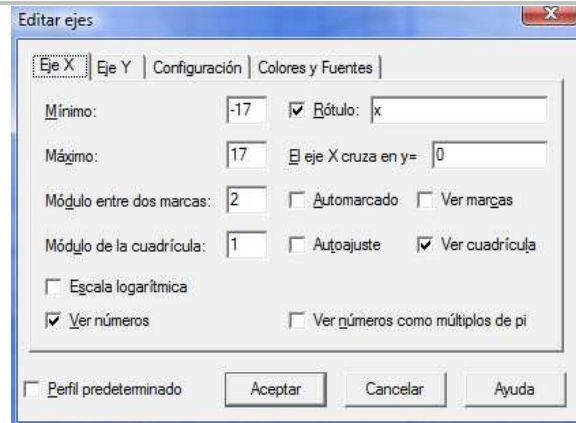 Editar ejes
X
Eje X Eje Y Configuración Colores y Fuentes
Mínimo: -17 Rótulo: x
Máximo: 17 El eje X cruza en y= 0
Módulo entre dos marcas: 2 Automarcado Ver marcas
Módulo de la cuadrícula: 1 Autoajuste Ver cuadrícula
Escala logarítmica
Ver números Ver números como múltiplos de pi
Perfil predeterminado Aceptar Cancelar Ayuda